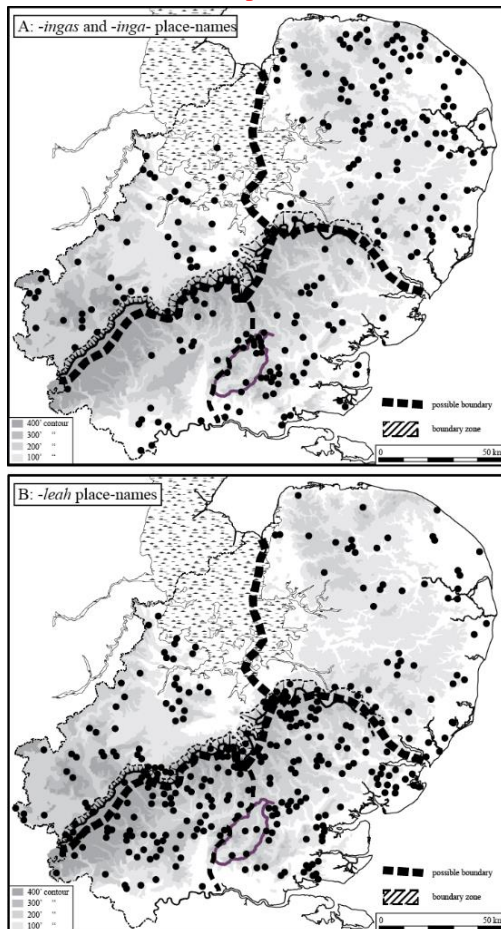 A: -ingas and -inga- place-names
400' contour
300' "
200' "
100' "
possible boundary
boundary zone
0 50 km
B: -leah place-names
400' contour
300' "
200' "
100' "
possible boundary
boundary zone
0 50 km